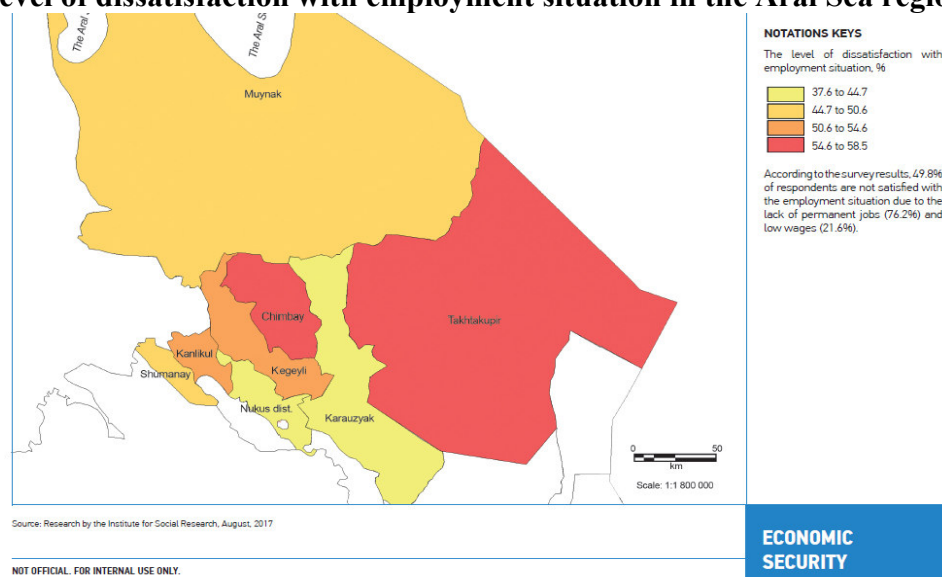 evel of dissatisfaction with employment situation in the Aral Sea regio
The Aral
The Aral S
Muynak
Chimbay
Takhtakupir
Kanlikul
Shumanay
Kegeyli
Nukus dist.
Karauzyak
0 50
km
Scale: 1:1 800 000
NOTATIONS KEYS
The level of dissatisfaction with
employment situation, %
37.6 to 44.7
44.7 to 50.6
50.6 to 54.6
54.6 to 58.5
According to the survey results, 49.8%
of respondents are not satisfied with
the employment situation due to the
lack of permanent jobs (76.2%) and
low wages (21.6%).
Source: Research by the Institute for Social Research, August, 2017
NOT OFFICIAL. FOR INTERNAL USE ONLY.
ECONOMIC
SECURITY